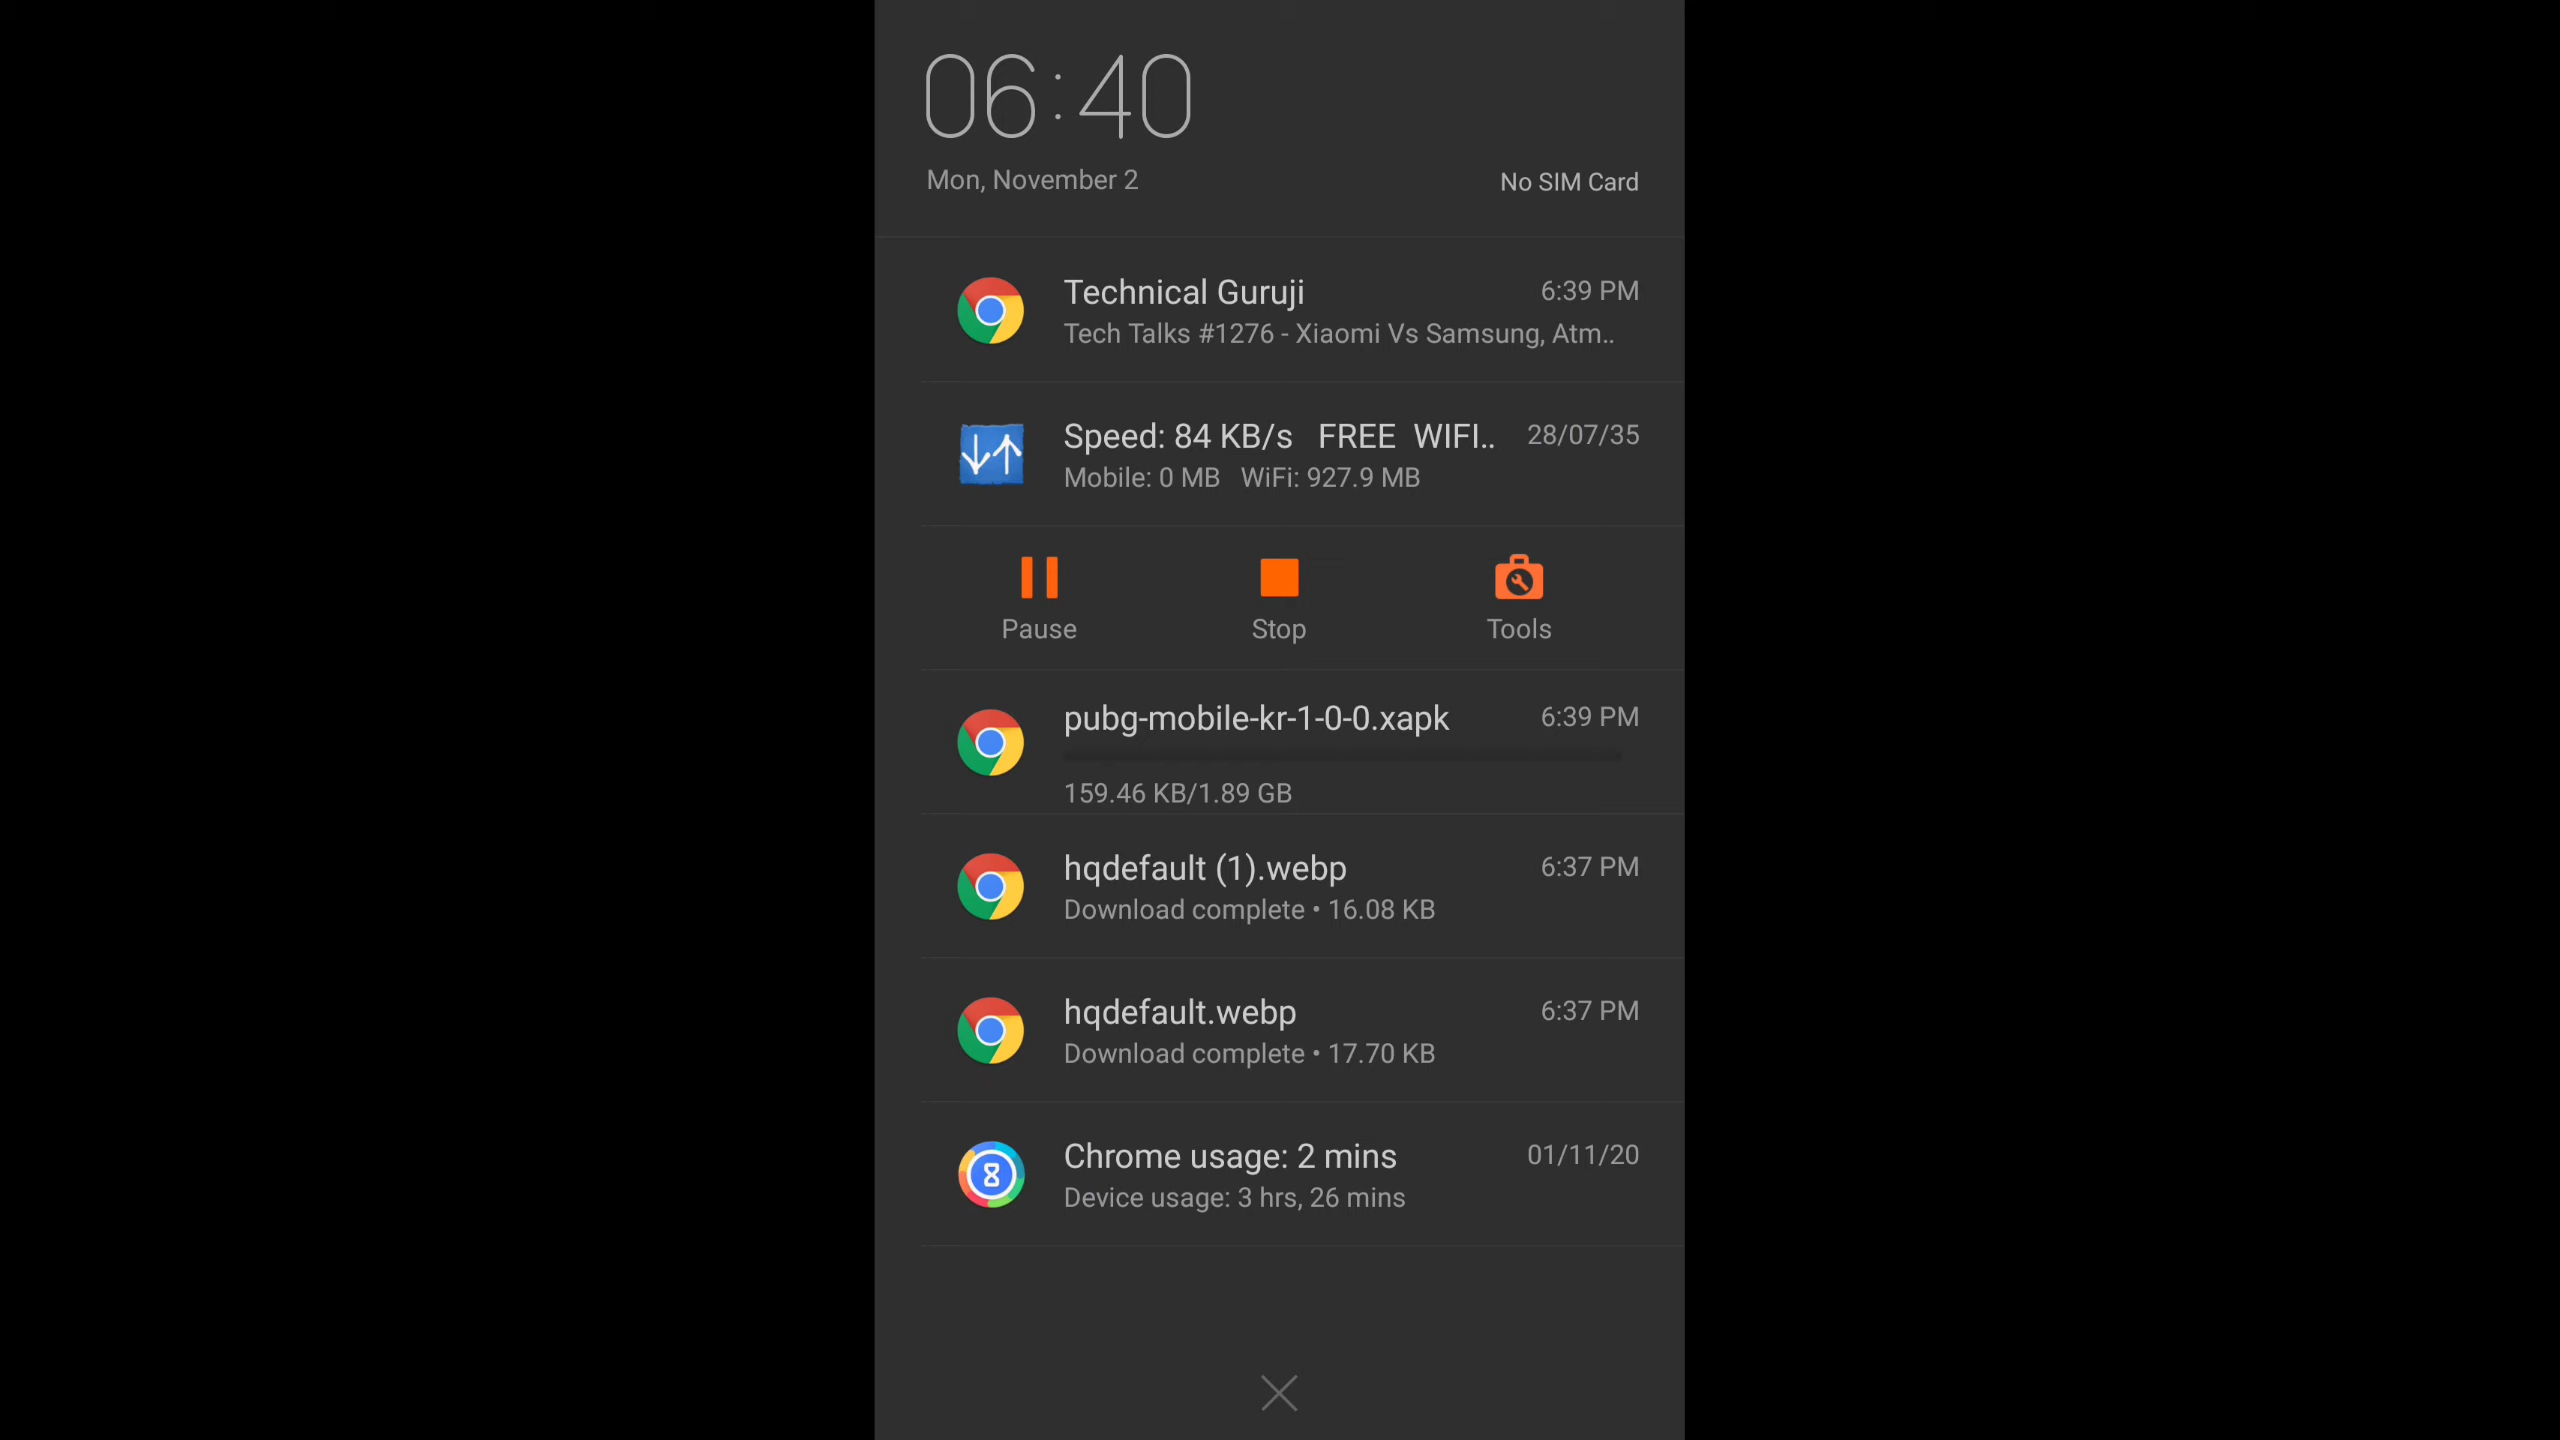 06:40
Mon, November 2
No SIM Card
Technical Guruji
6:39 PM
Tech Talks #1276 - Xiaomi Vs Samsung, Atm..
Speed: 84 KB/s FREE WIFI..
28/07/35
Mobile: 0 MB WiFi: 927.9 MB
Pause
Stop
Tools
pubg-mobile-kr-1-0-0.xapk
6:39 PM
159.46 KB/1.89 GB
hqdefault (1).webp
6:37 PM
Download complete • 16.08 KB
hqdefault.webp
6:37 PM
Download complete • 17.70 KB
Chrome usage: 2 mins
01/11/20
Device usage: 3 hrs, 26 mins